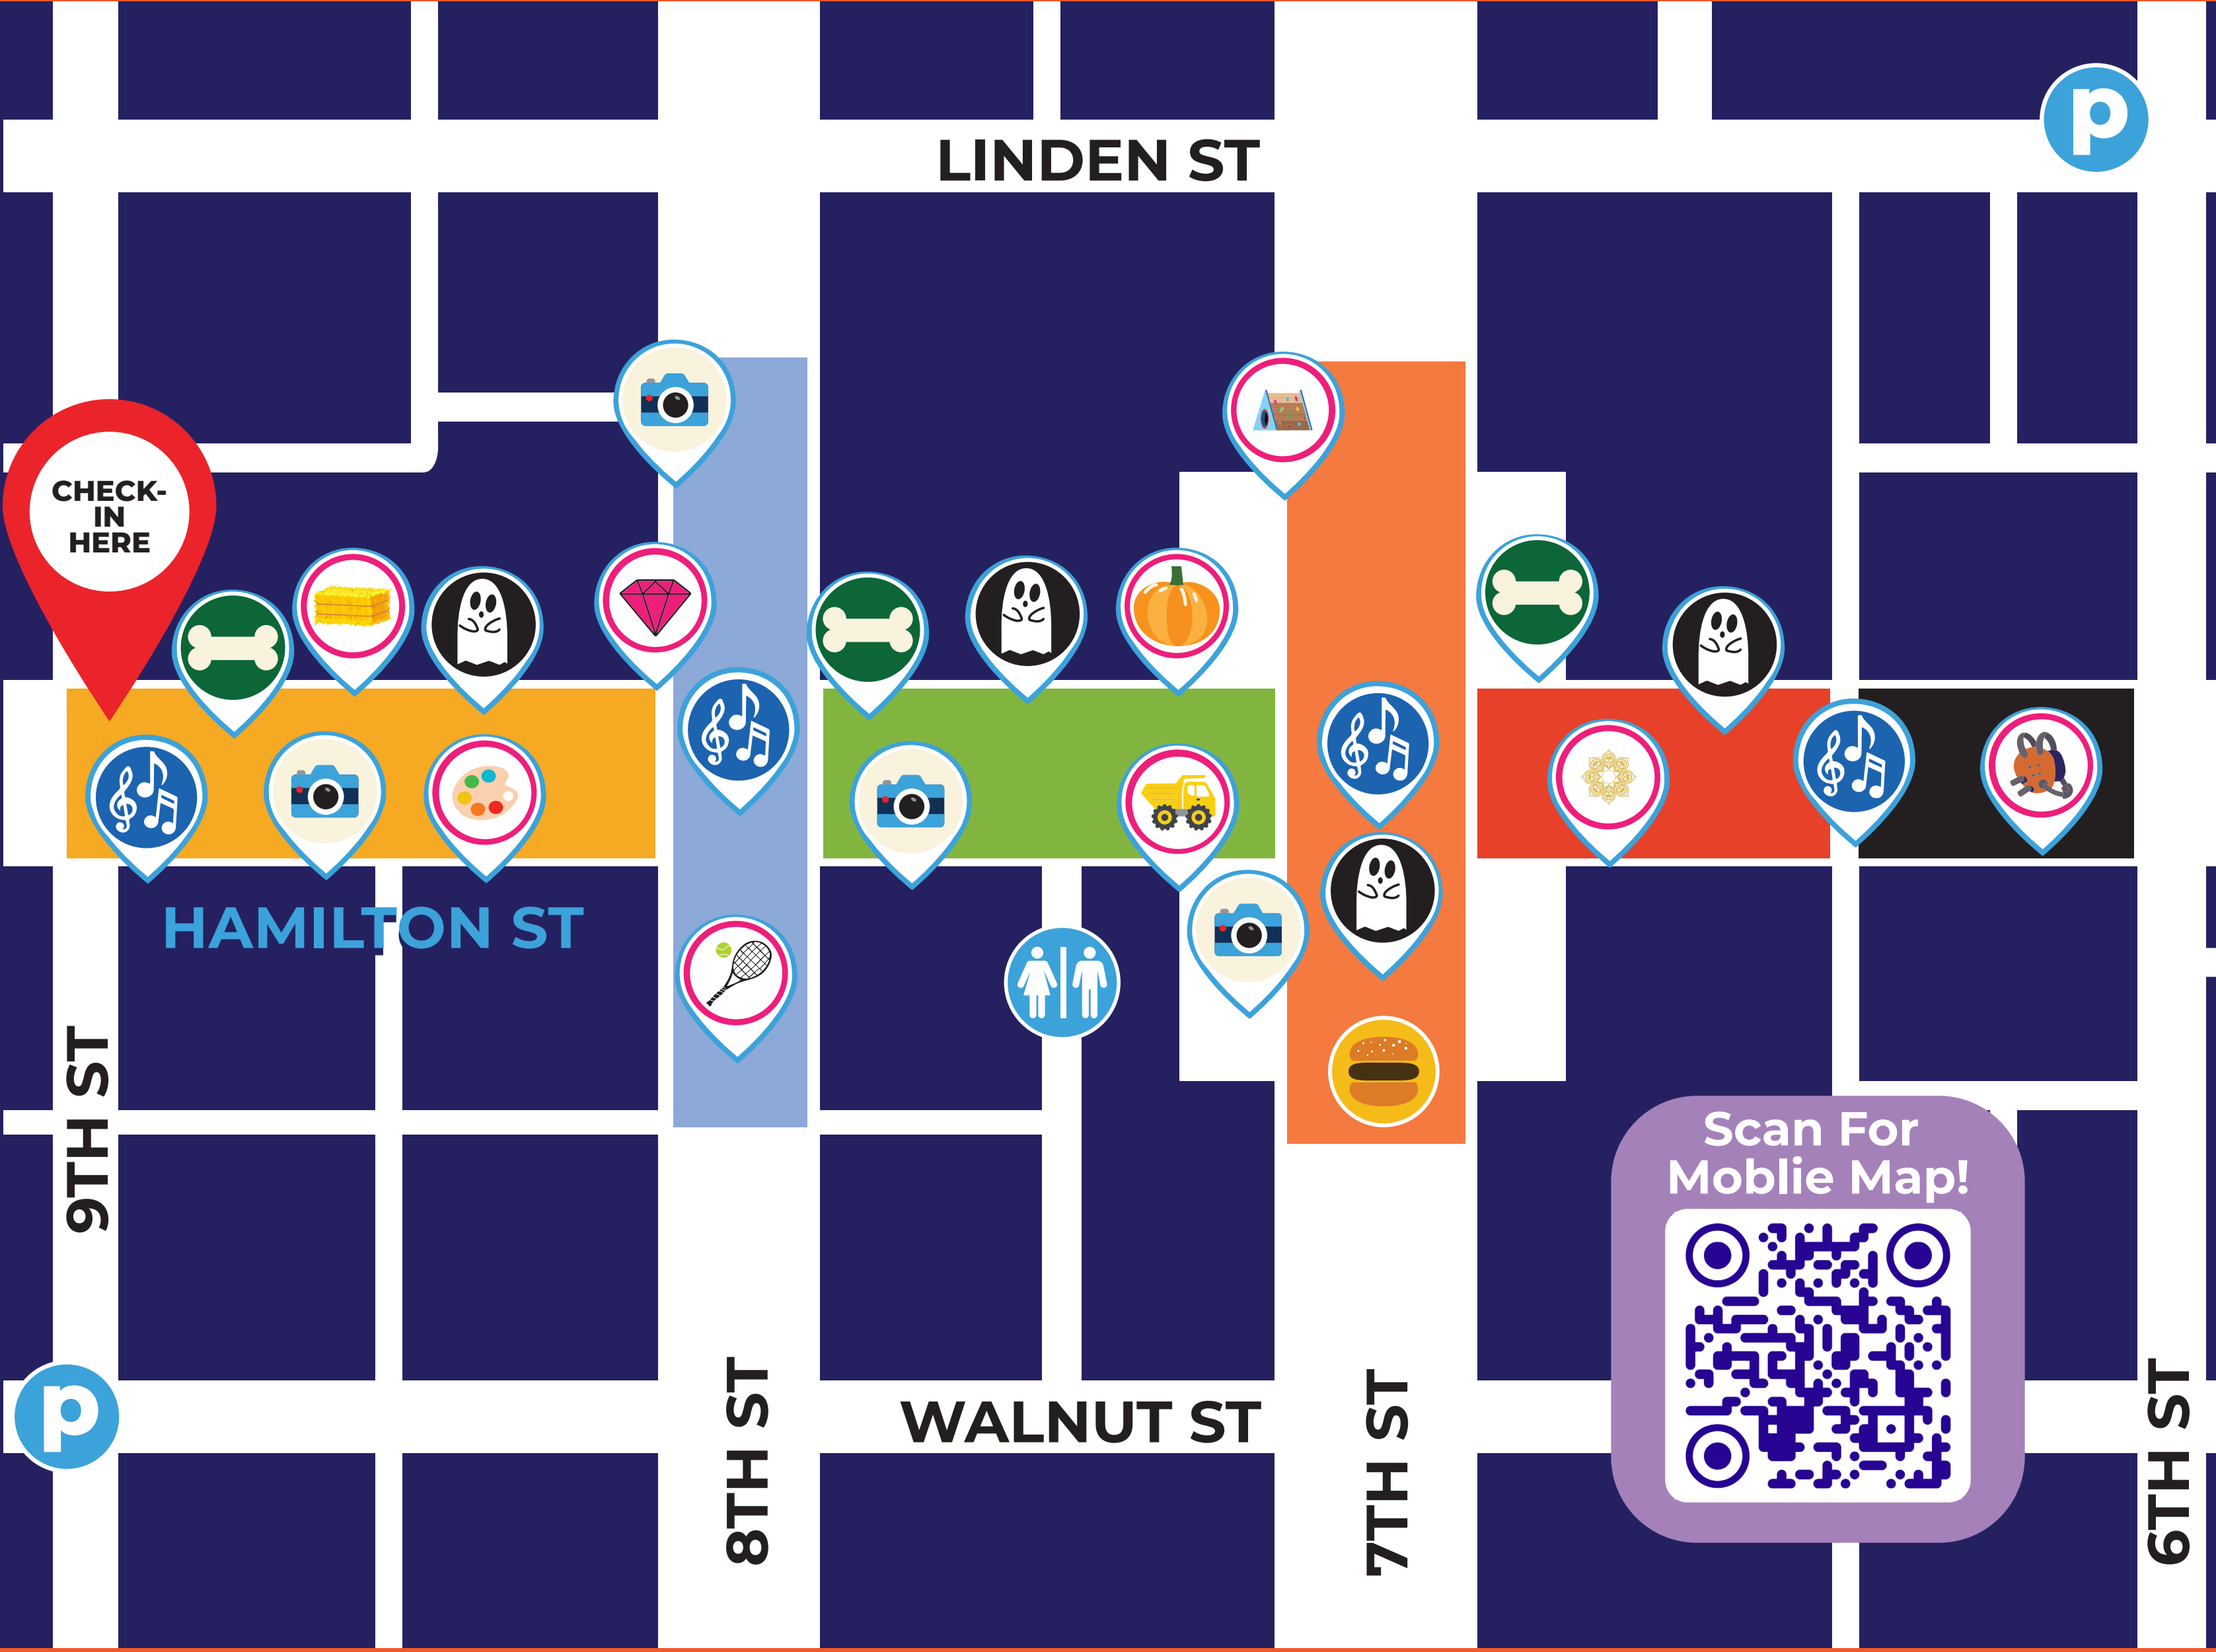 LINDEN ST
p
CHECK-
IN
HERE
HAMILTON ST
9TH ST
Scan For
Moblie Map!
p
8TH ST
WALNUT ST
7TH ST
6TH ST